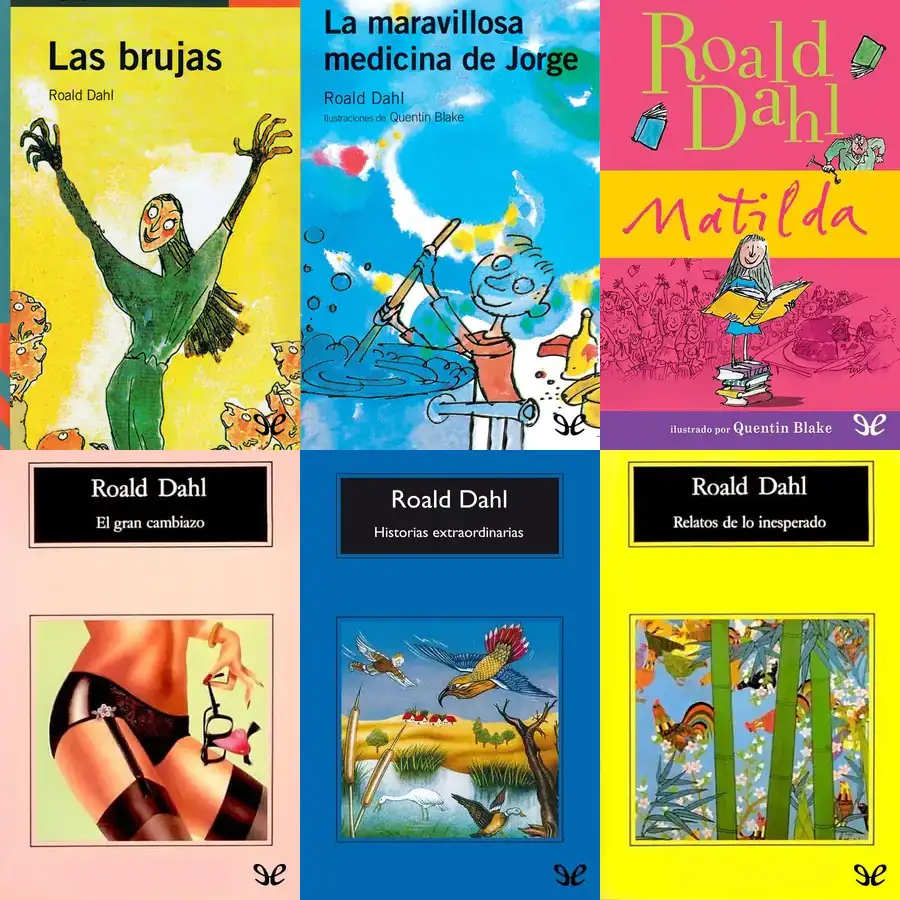 Las brujas
Roald Dahl
La maravillosa
medicina de Jorge
Roald Dahl
Ilustraciones de Quentin Blake
Roald
Dahl
Matilda
ilustrado por Quentin Blake
Roald Dahl
El gran cambiazo
Roald Dahl
Historias extraordinarias
Roald Dahl
Relatos de lo inesperado